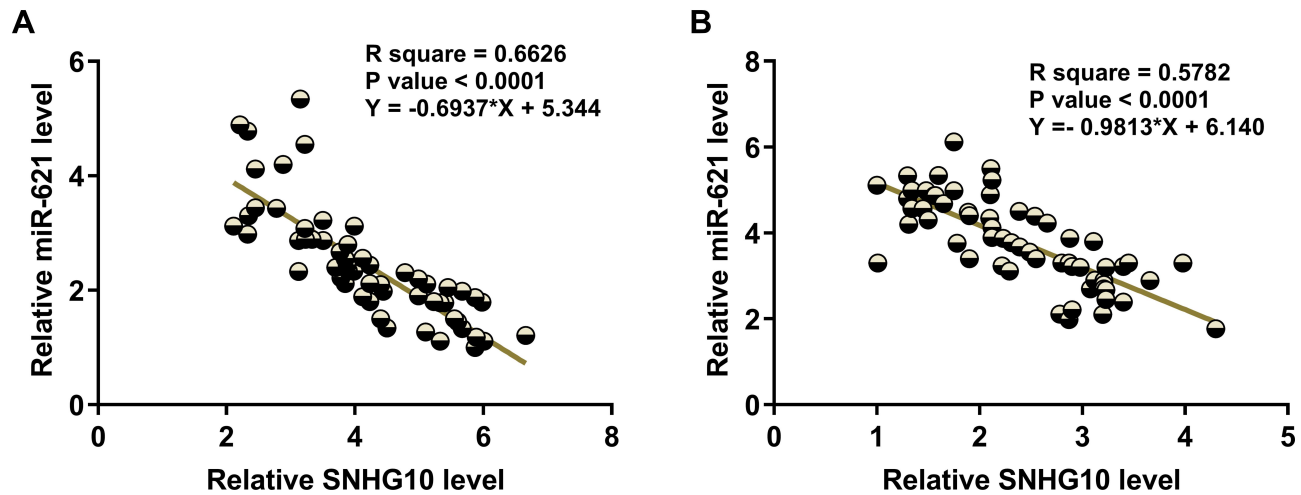 A
R square = 0.6626
P value < 0.0001
Y = -0.6937*X + 5.344
Relative miR-621 level
6
4
2
0
0 2 4 6 8
Relative SNHG10 level
B
R square = 0.5782
P value < 0.0001
Y =- 0.9813*X + 6.140
Relative miR-621 level
8
6
4
2
0
0 1 2 3 4 5
Relative SNHG10 level